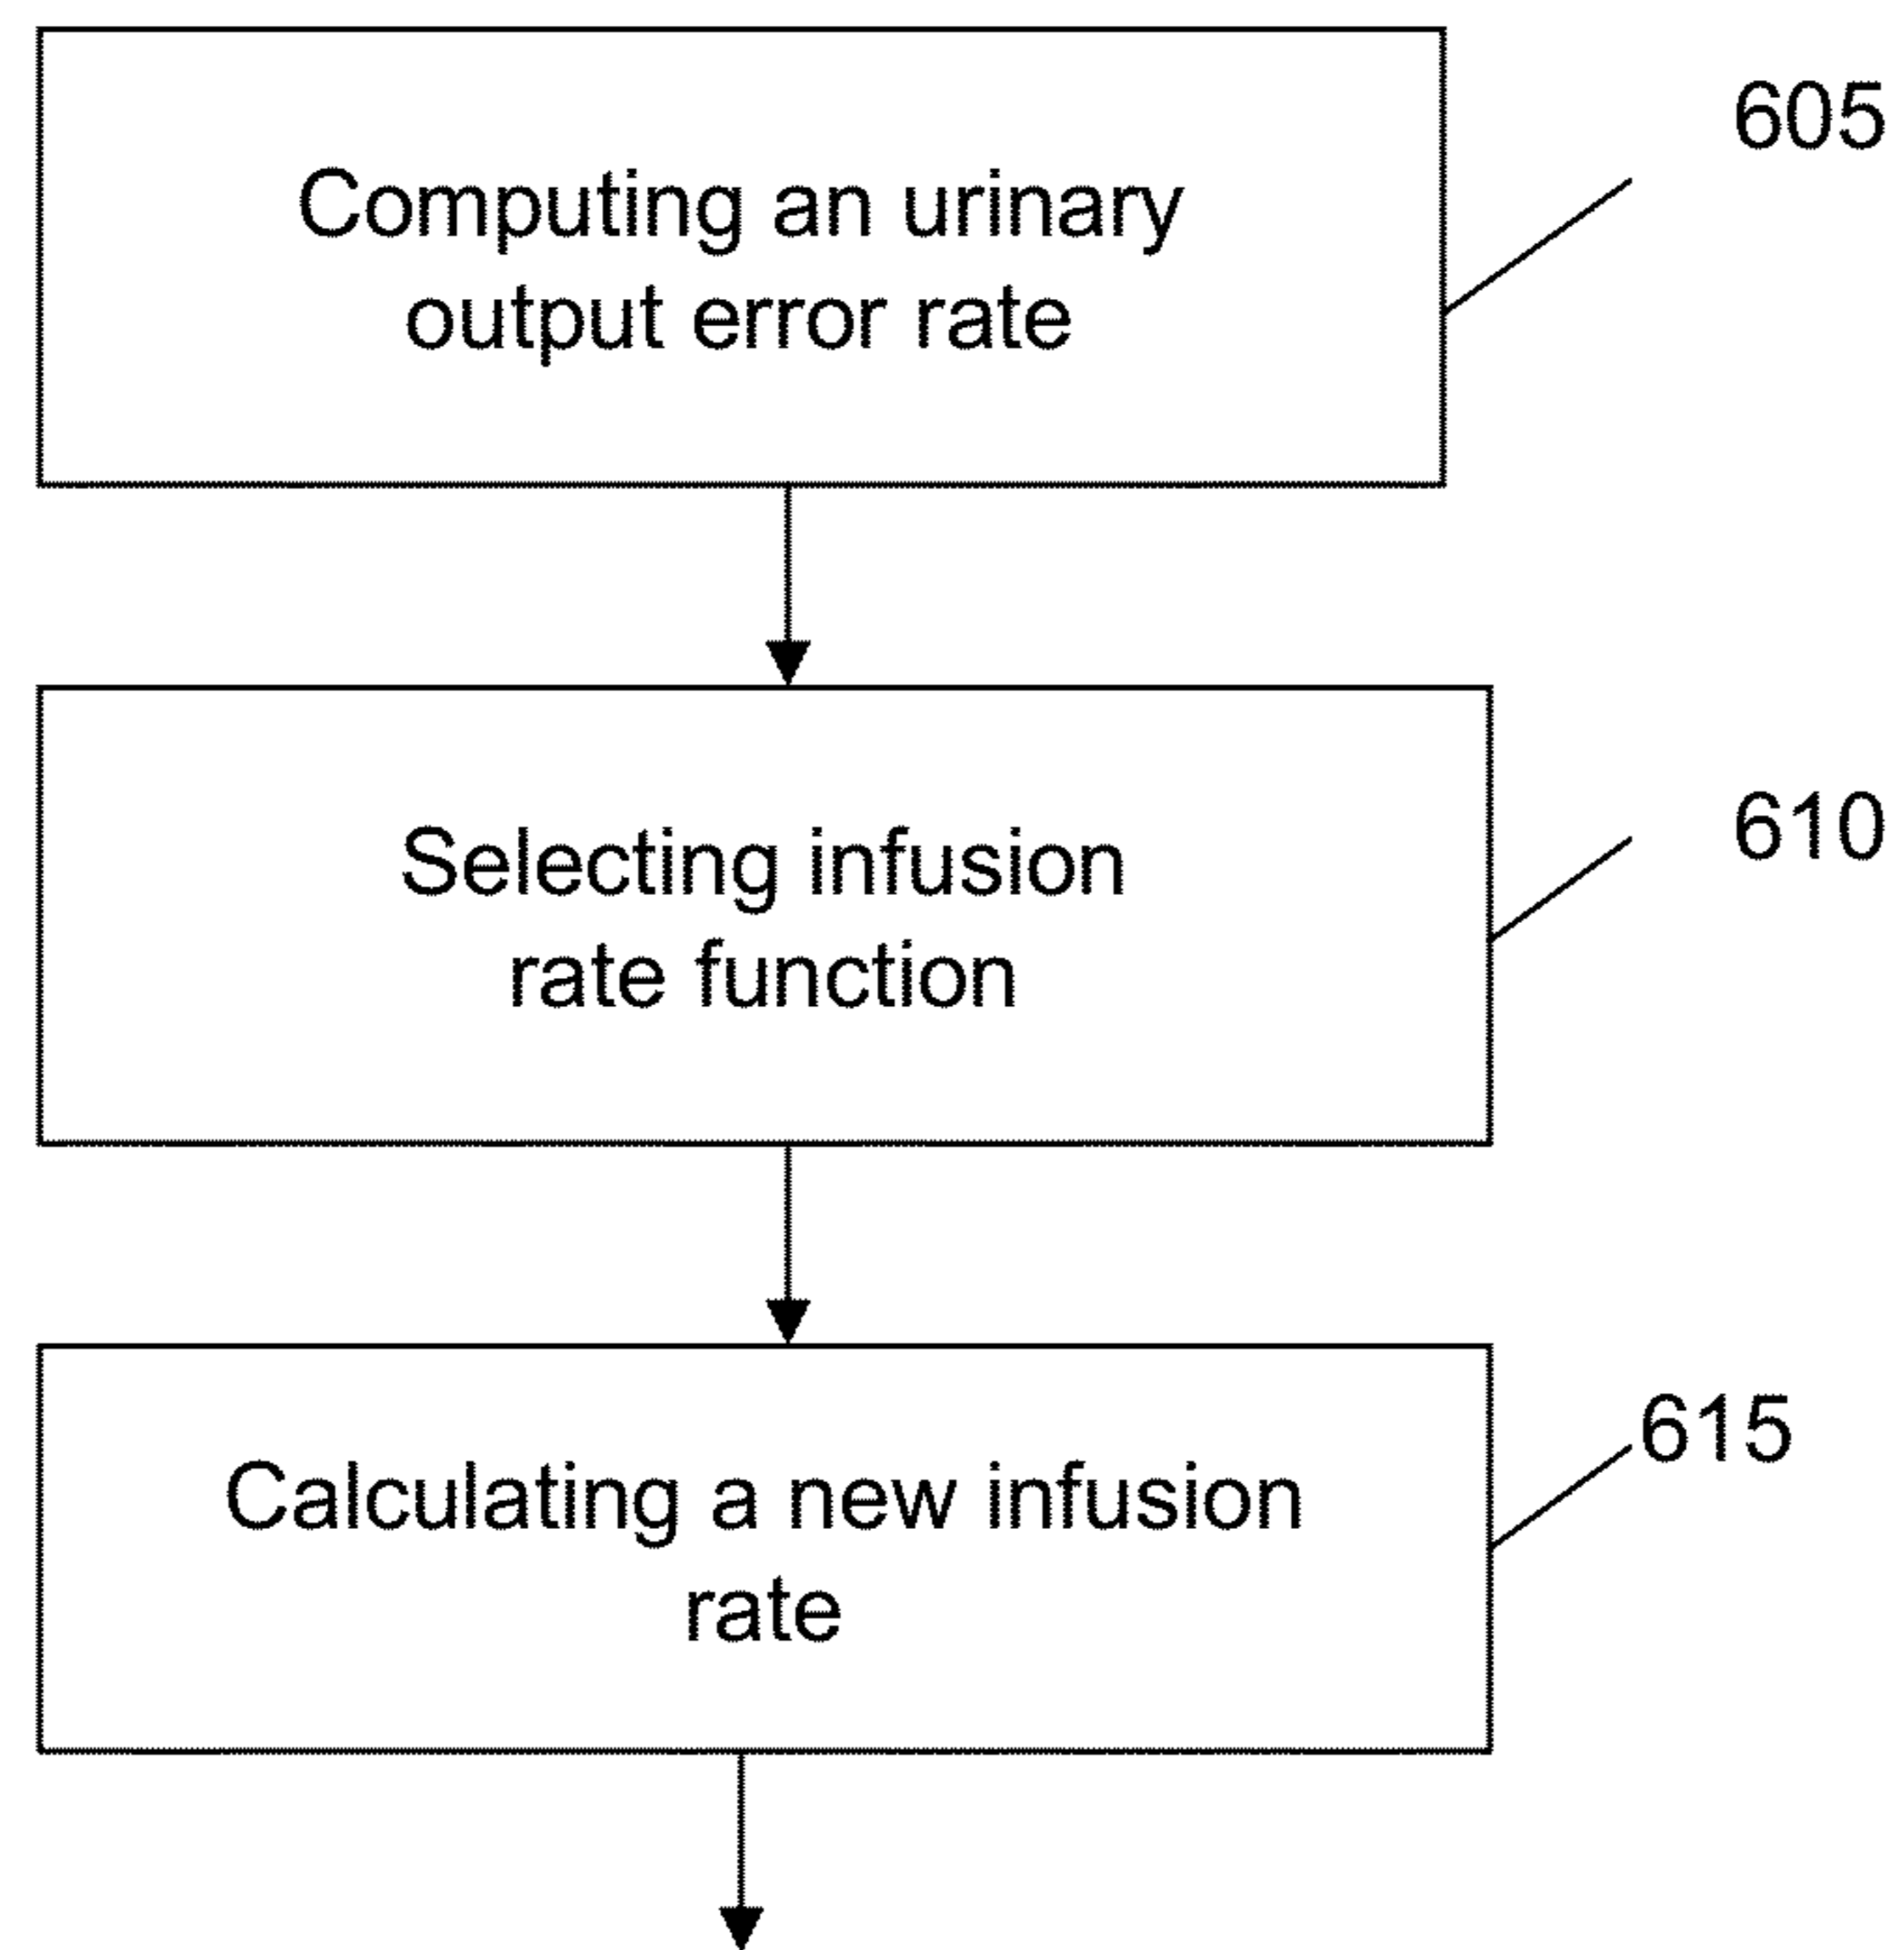 605
Computing an urinary
output error rate
610
Selecting infusion
rate function
615
Calculating a new infusion
rate